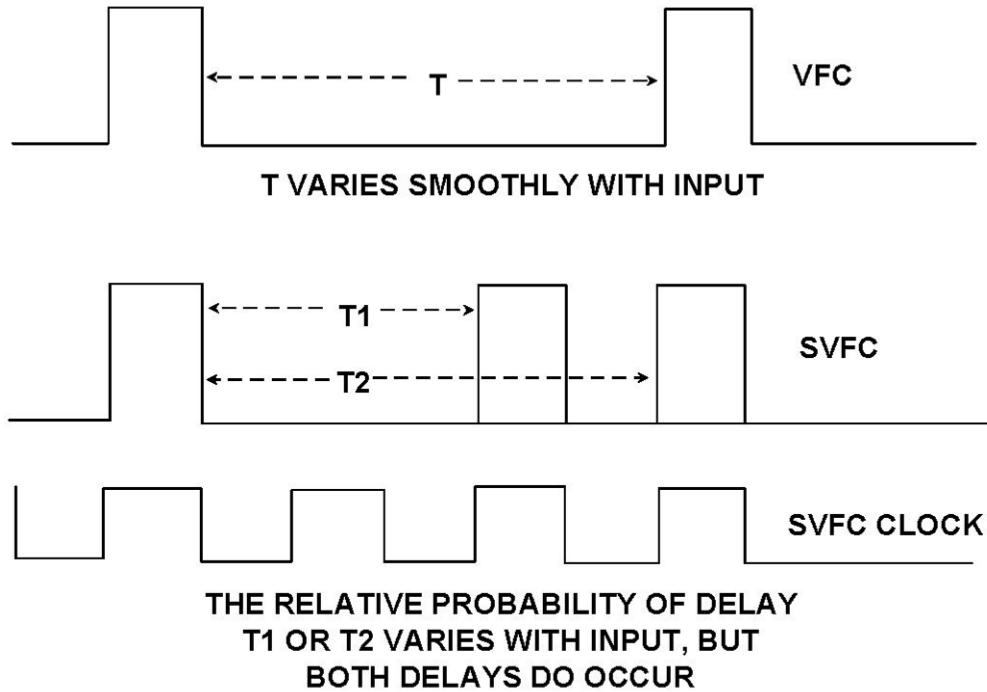 T
VFC
T VARIES SMOOTHLY WITH INPUT
T1
SVFC
T2
SVFC CLOCK
THE RELATIVE PROBABILITY OF DELAY
T1 OR T2 VARIES WITH INPUT, BUT
BOTH DELAYS DO OCCUR